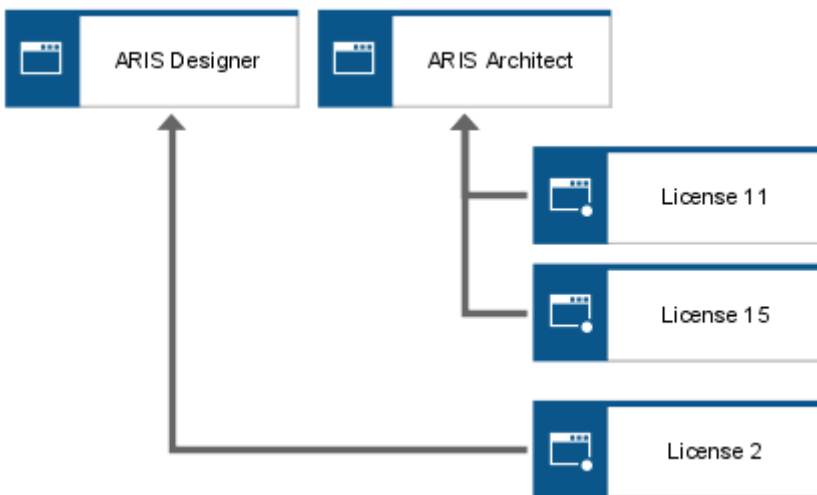 ARIS Designer
ARIS Architect
License 11
License 15
License 2